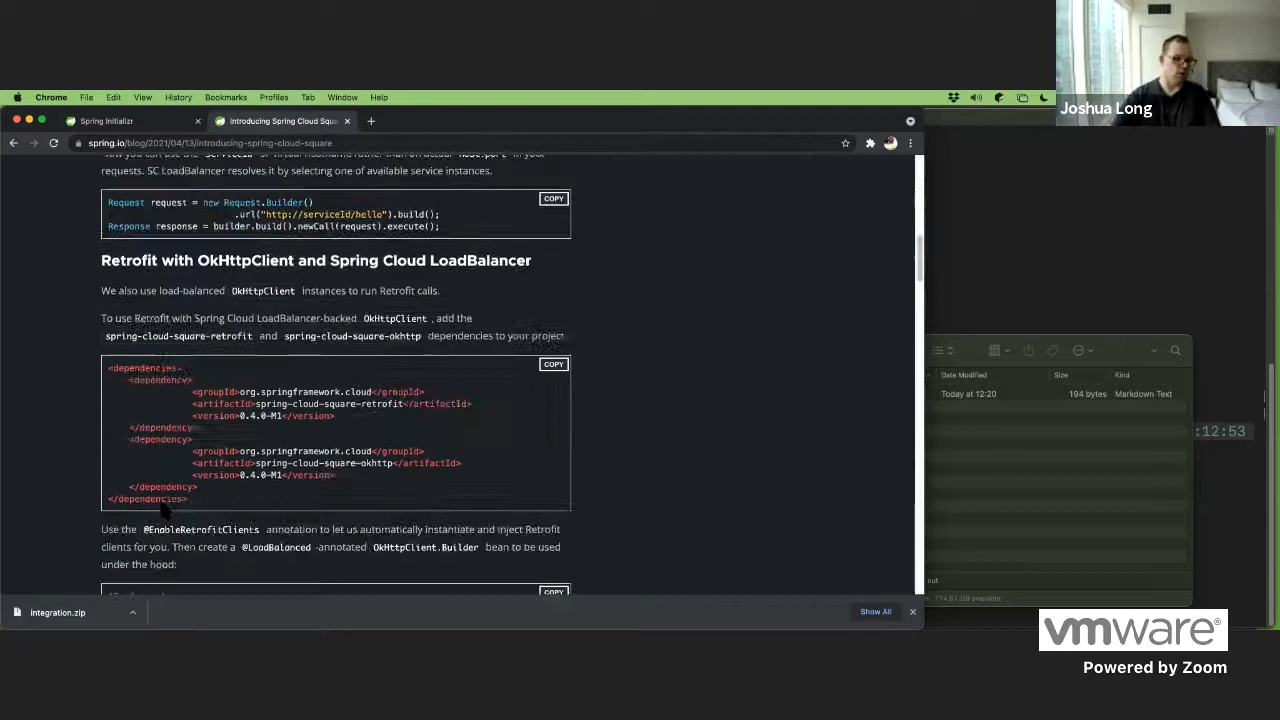 Joshua Long
Chrome File Edit View History Bookmarks Profiles Tab Window Help
Spring Initializr
Introducing Spring Cloud Squa
spring.io/blog/2021/04/13/introducing-spring-cloud-square
requests. SC LoadBalancer resolves it by selecting one of available service instances.
COPY
Request request = new Request.Builder()
.url("http://serviceId/hello").build();
Response response = builder.build().newCall(request).execute();
Retrofit with OkHttpClient and Spring Cloud LoadBalancer
We also use load-balanced OkHttpClient instances to run Retrofit calls.
To use Retrofit with Spring Cloud LoadBalancer-backed OkHttpClient, add the
spring-cloud-square-retrofit and spring-cloud-square-okhttp dependencies to your project
COPY
<dependencies>
<dependency>
<groupId>org.springframework.cloud</groupId>
<artifactId>spring-cloud-square-retrofit</artifactId>
<version>0.4.0-M1</version>
</dependency>
<dependency>
<groupId>org.springframework.cloud</groupId>
<artifactId>spring-cloud-square-okhttp</artifactId>
<version>0.4.0-M1</version>
</dependency>
</dependencies>
Use the @EnableRetrofitClients annotation to let us automatically instantiate and inject Retrofit
clients for you. Then create a @LoadBalanced-annotated OkHttpClient.Builder bean to be used
under the hood:
COPY
integration.zip
Show All
Date Modified Size Kind
Today at 12:20 194 bytes Markdown Text
:12:53
out
vmware®
Powered by Zoom